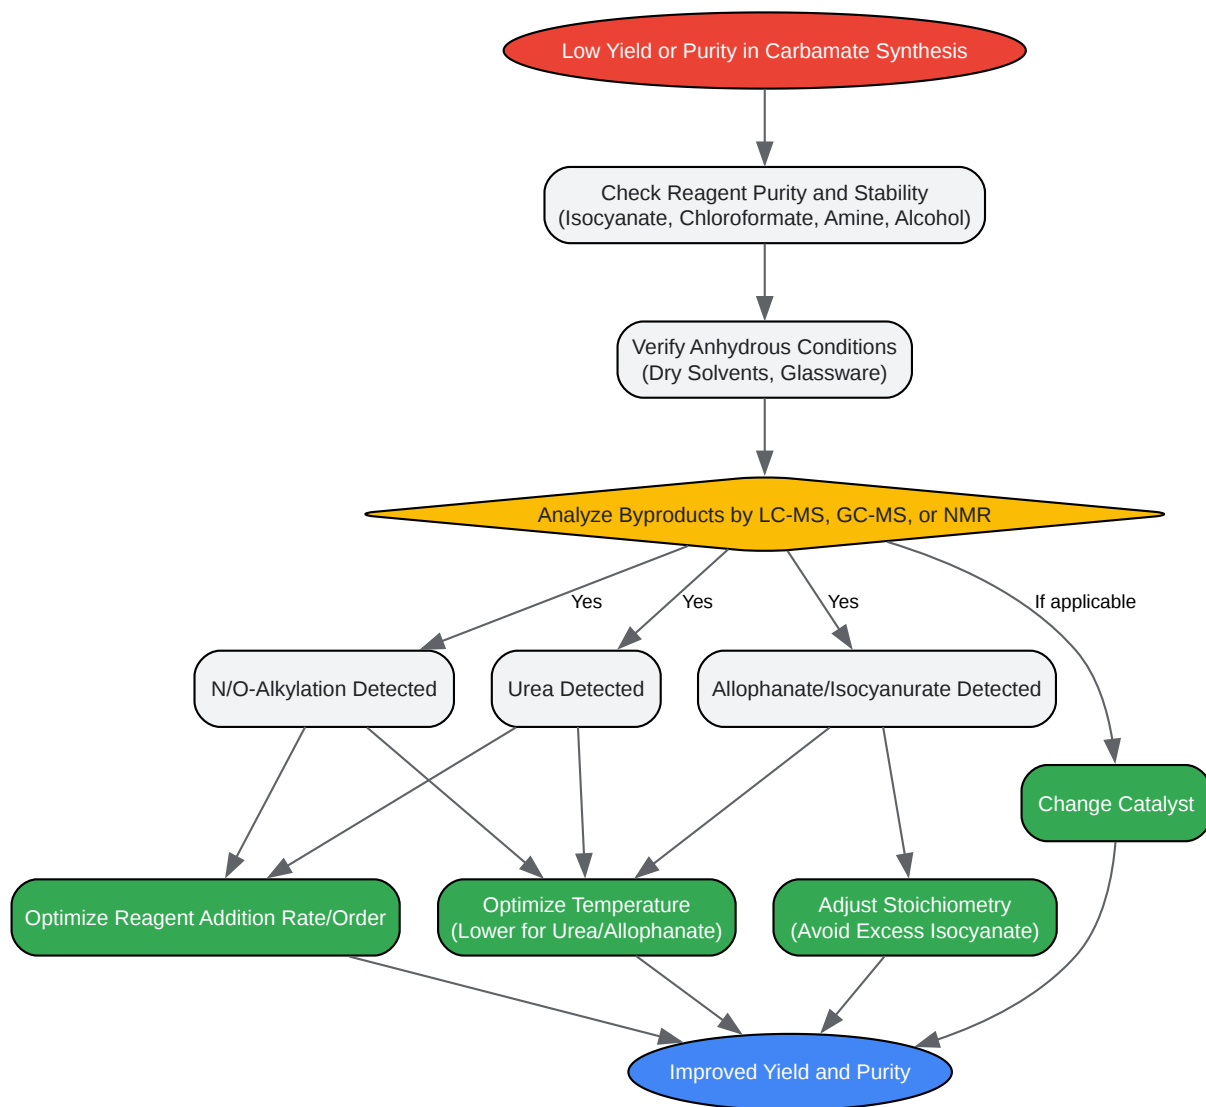 Low Yield or Purity in Carbamate Synthesis
Check Reagent Purity and Stability
(Isocyanate, Chloroformate, Amine, Alcohol)
Verify Anhydrous Conditions
(Dry Solvents, Glassware)
Analyze Byproducts by LC-MS, GC-MS, or NMR
Yes
Yes
Yes
If applicable
N/O-Alkylation Detected
Urea Detected
Allophanate/Isocyanurate Detected
Change Catalyst
Optimize Reagent Addition Rate/Order
Optimize Temperature
(Lower for Urea/Allophanate)
Adjust Stoichiometry
(Avoid Excess Isocyanate)
Improved Yield and Purity